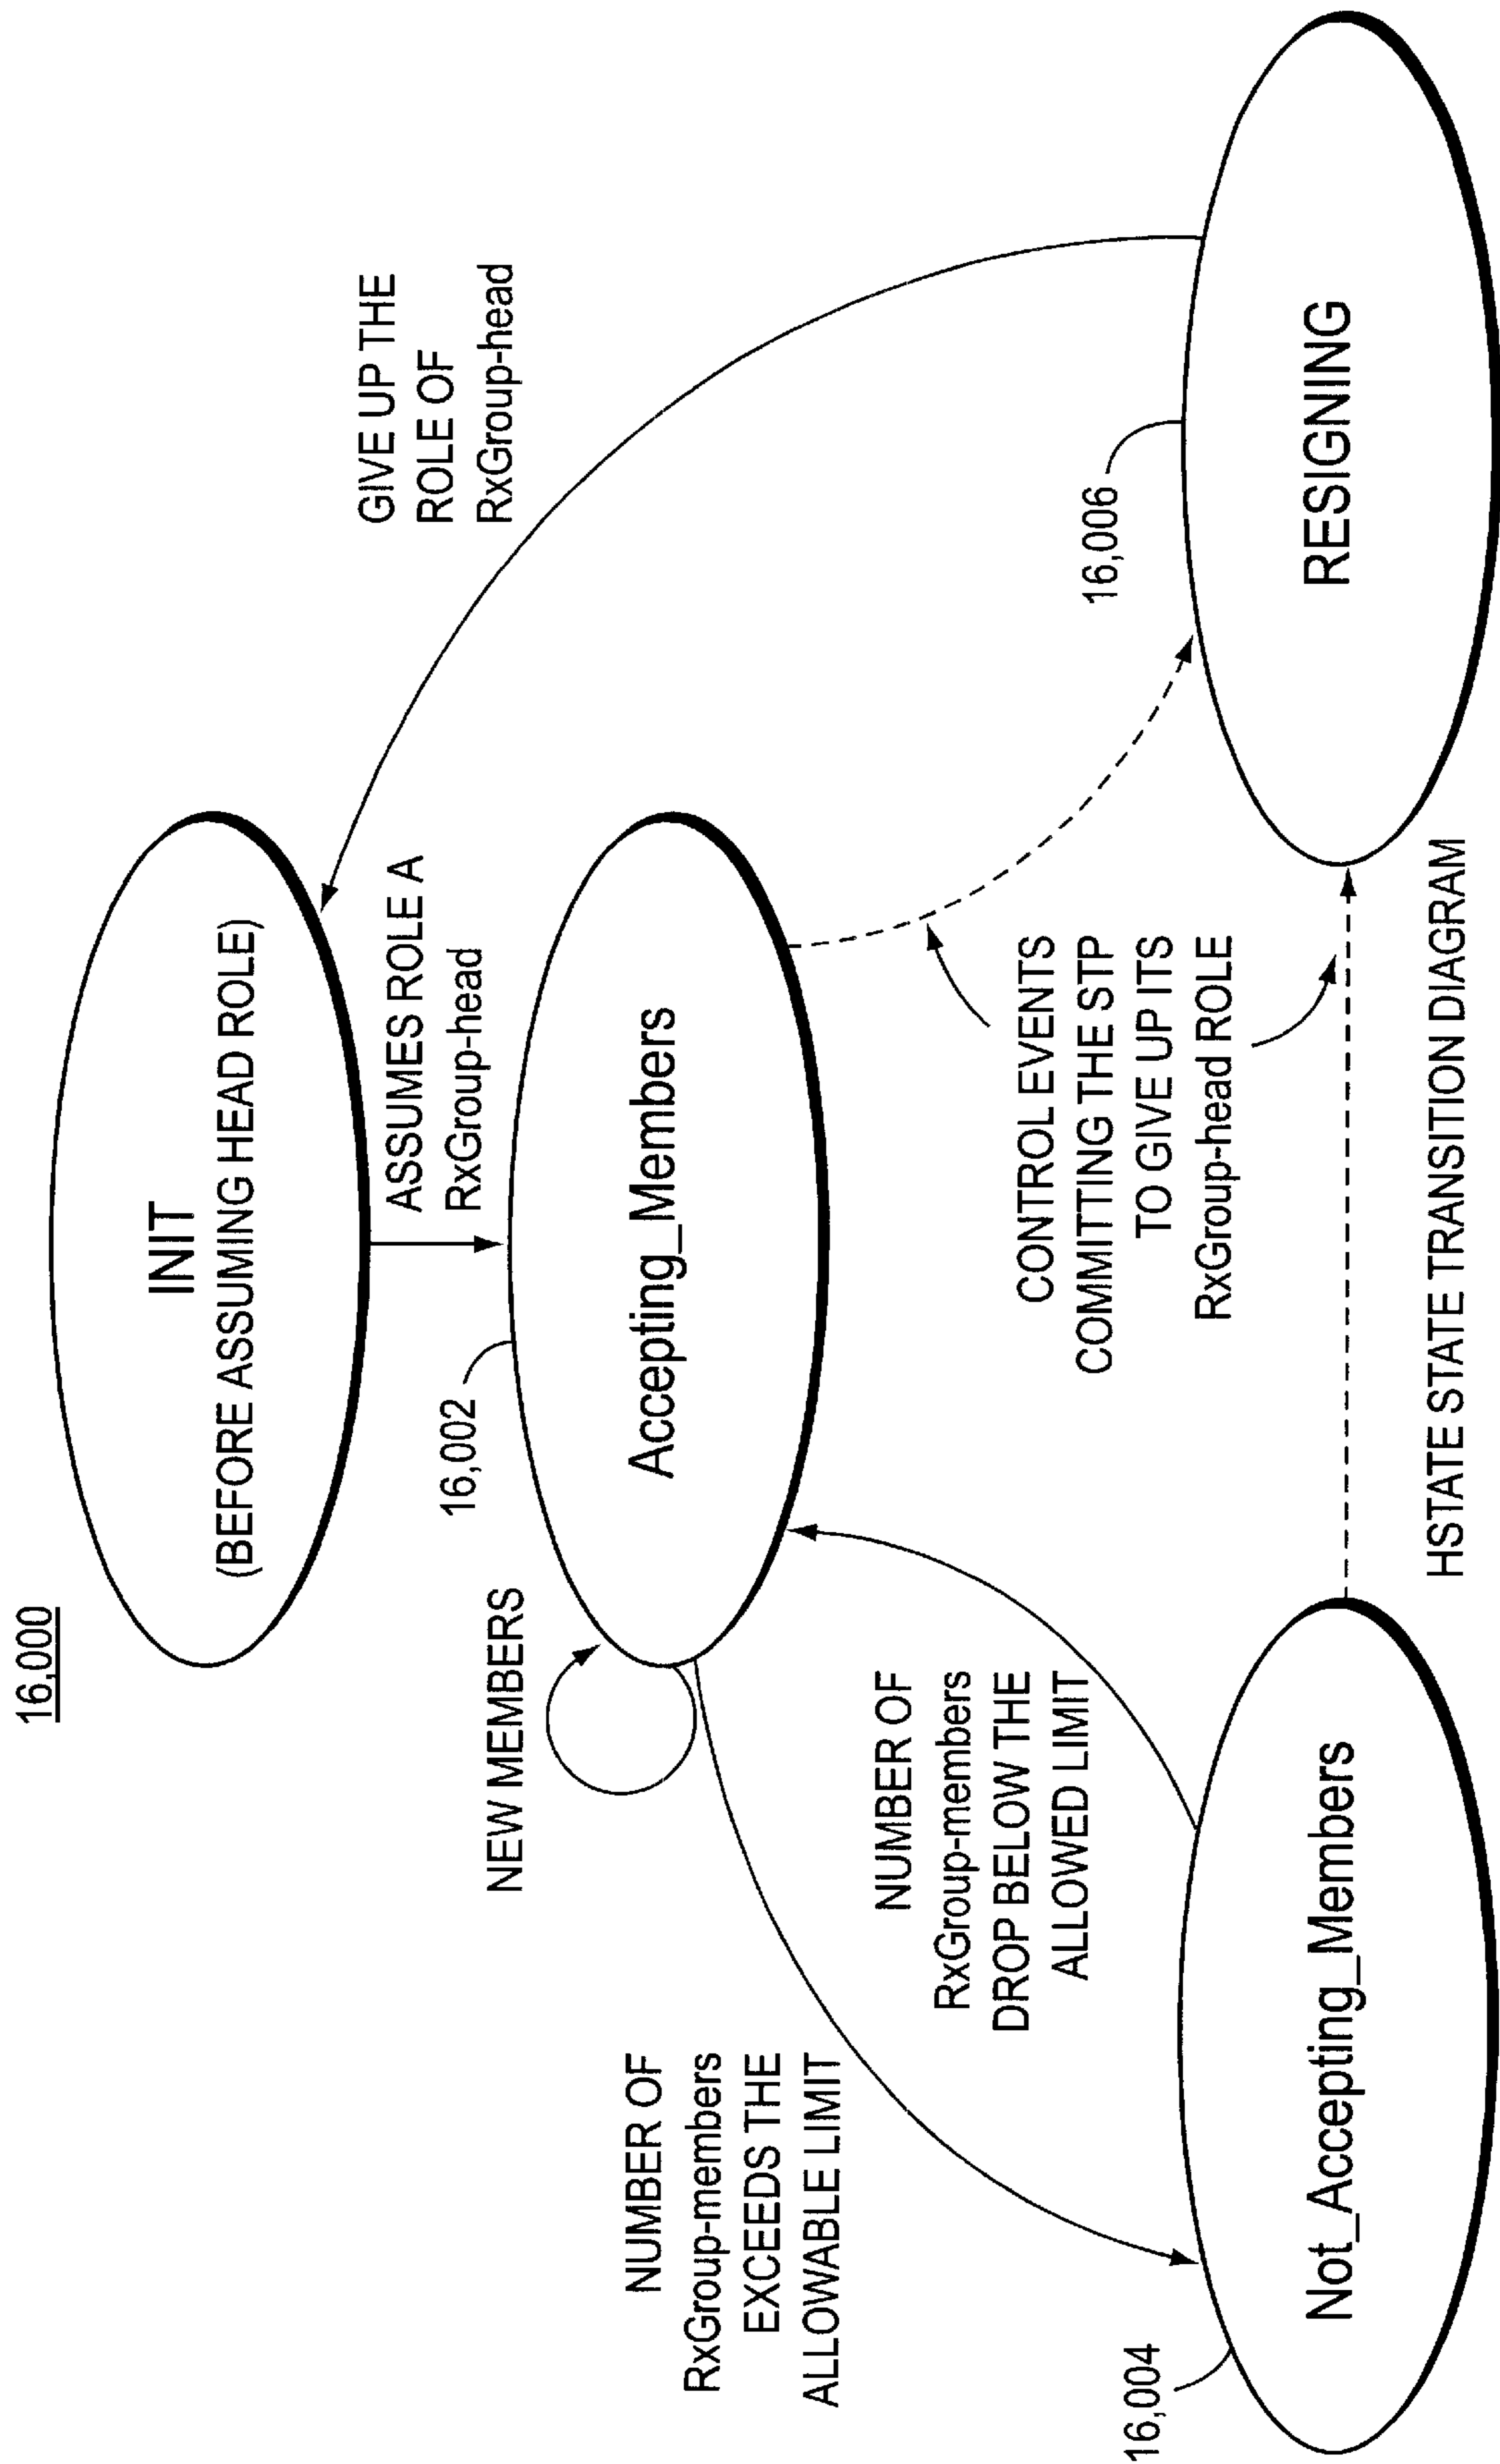 16,000
INIT
(BEFORE ASSUMING HEAD ROLE)
ASSUMES ROLE A
RxGroup-head
GIVE UP THE
ROLE OF
RxGroup-head
16,002
NEW MEMBERS
Accepting_Members
NUMBER OF
RxGroup-members
EXCEEDS THE
ALLOWABLE LIMIT
NUMBER OF
RxGroup-members
DROP BELOW THE
ALLOWED LIMIT
CONTROL EVENTS
COMMITTING THE STP
TO GIVE UP ITS
RxGroup-head ROLE
16,004
Not_Accepting_Members
16,006
RESIGNING
HSTATE STATE TRANSITION DIAGRAM